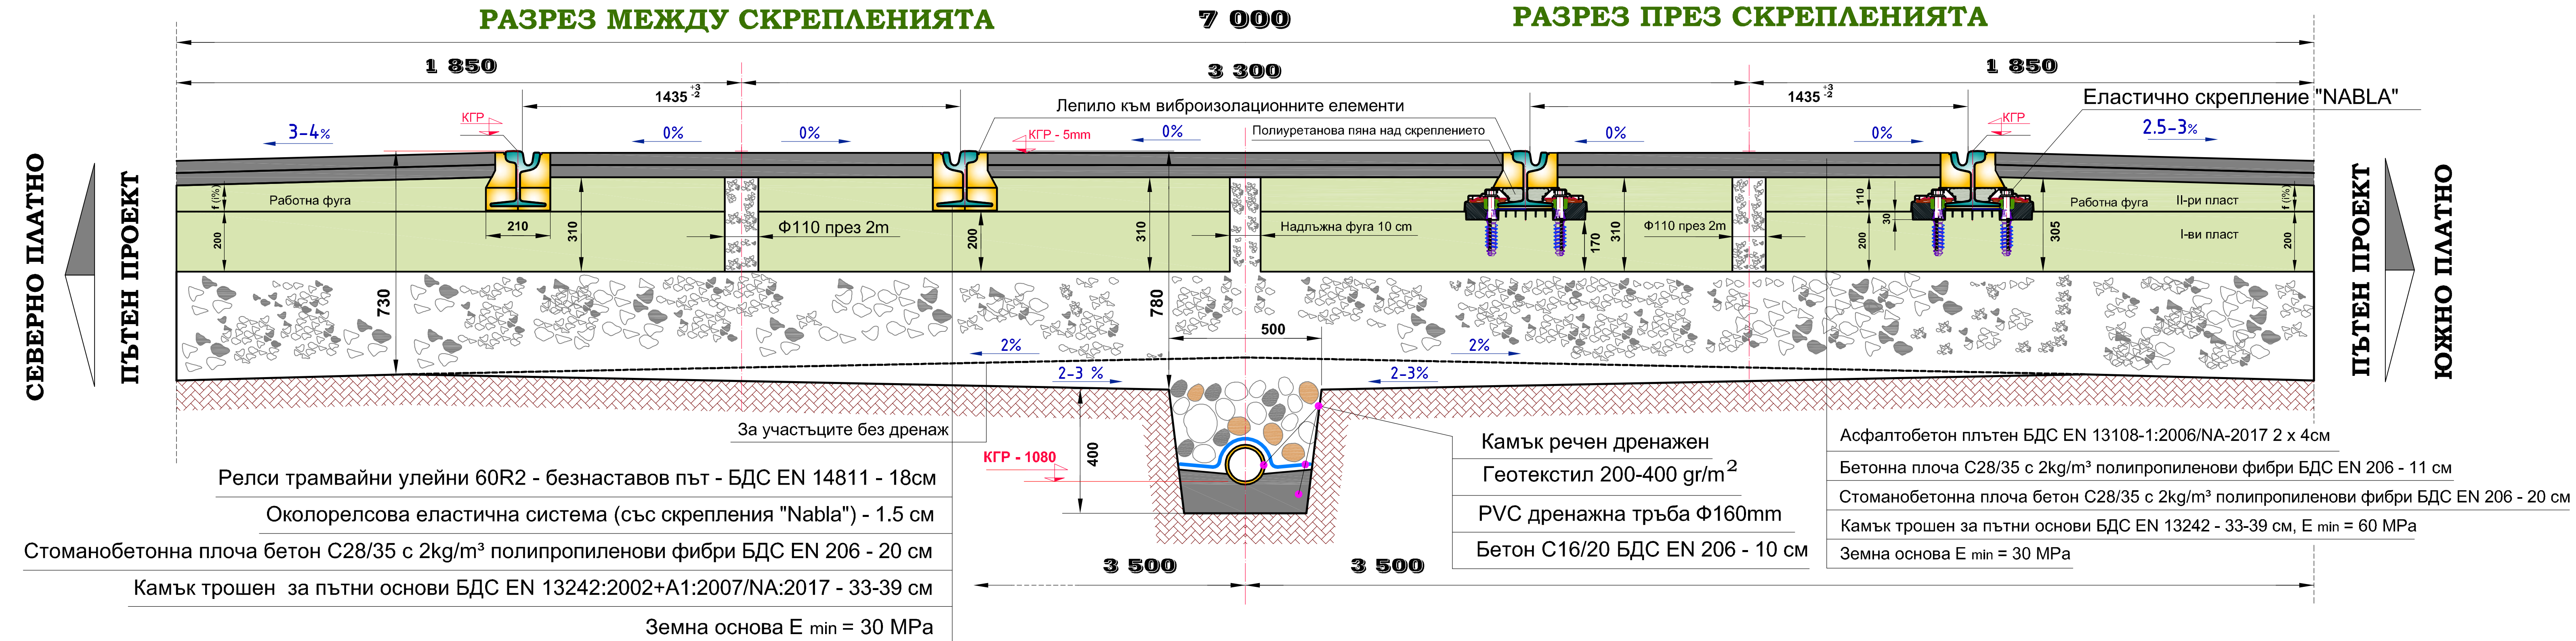 РАЗРЕЗ МЕЖДУ СКРЕПЛЕНИЯТА
7 000
РАЗРЕЗ ПРЕЗ СКРЕПЛЕНИЯТА
1 850
3 300
1 850
1435 +3 -2
1435 +3 -2
Лепило към виброизолационните елементи
Еластично скрепление "NABLA"
КГР
КГР - 5mm
Полиуретанова пяна над скреплението
КГР
3-4%
0%
0%
0%
0%
0%
2.5-3%
СЕВЕРНО ПЛАТНО
ПЪТЕН ПРОЕКТ
ПЪТЕН ПРОЕКТ
ЮЖНО ПЛАТНО
f (i%)
Работна фуга
200
210
310
Ф110 през 2m
200
310
Надлъжна фуга 10 cm
170
310
Ф110 през 2m
110
200
30
305
Работна фуга
II-ри пласт
I-ви пласт
f (i%)
200
730
780
500
2%
2%
2-3 %
2-3%
За участъците без дренаж
400
КГР - 1080
Релси трамвайни улейни 60R2 - безнаставов път - БДС EN 14811 - 18см
Околорелсова еластична система (със скрепления "Nabla") - 1.5 см
Стоманобетонна плоча бетон C28/35 с 2kg/m³ полипропиленови фибри БДС EN 206 - 20 см
Камък трошен за пътни основи БДС EN 13242:2002+A1:2007/NA:2017 - 33-39 см
Земна основа E min = 30 MPa
Камък речен дренажен
Геотекстил 200-400 gr/m²
PVC дренажна тръба Ф160mm
Бетон C16/20 БДС EN 206 - 10 см
Асфалтобетон плътен БДС EN 13108-1:2006/NA-2017 2 x 4см
Бетонна плоча C28/35 с 2kg/m³ полипропиленови фибри БДС EN 206 - 11 см
Стоманобетонна плоча бетон C28/35 с 2kg/m³ полипропиленови фибри БДС EN 206 - 20 см
Камък трошен за пътни основи БДС EN 13242 - 33-39 см, E min = 60 MPa
Земна основа E min = 30 MPa
3 500
3 500